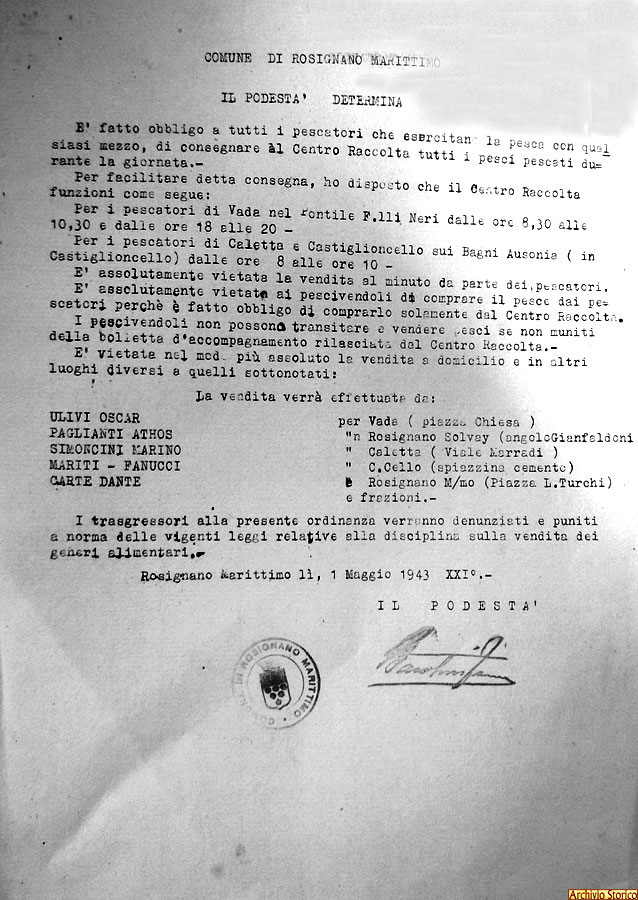 COMUNE DI ROSIGNANO MARITTIMO
IL PODESTA' DETERMINA
E' fatto obbligo a tutti i pescatori che esercitano la pesca con qual
siasi mezzo, di consegnare al Centro Raccolta tutti i pesci pescati du-
rante la giornata.-
Per facilitare detta consegna, ho disposto che il Centro Raccolta
funzioni come segue:
Per i pescatori di Vada nel Pontile F.lli Neri dalle ore 8,30 alle
10,30 e dalle ore 18 alle 20 -
Per i pescatori di Caletta e Castiglioncello sui Bagni Ausonia ( in
Castiglioncello) dalle ore 8 alle ore 10 -
E' assolutamente vietata la vendita al minuto da parte dei pescatori.
E' assolutamente vietato ai pescivendoli di comprare il pesce dai pe-
scatori perchè è fatto obbligo di comprarlo solamente dal Centro Raccolta.
I pescivendoli non possono transitare e vendere pesci se non muniti
della bolletta d'accompagnamento rilasciata dal Centro Raccolta.-
E' vietata nel modo più assoluto la vendita a domicilio e in altri
luoghi diversi a quelli sottonotati:
La vendita verrà effettuata da:
ULIVI OSCAR per Vada ( piazza Chiesa )
PAGLIANTI ATHOS "n Rosignano Solvay (angoloGianfaldoni
SIMONCINI MARINO " Caletta ( Viale Marradi )
MARITI - FANUCCI " C.Cello (spiazzina cemento)
CARTE DANTE " Rosignano M/mo (Piazza L.Turchi)
e frazioni.-
I trasgressori alla presente ordinanza verranno denunziati e puniti
a norma delle vigenti leggi relative alla disciplina sulla vendita dei
generi alimentari.-
Rosignano Marittimo lì, 1 Maggio 1943 XXI°.-
IL PODESTA'
COMUNE DI ROSIGNANO MARITTIMO
Archivio Storico